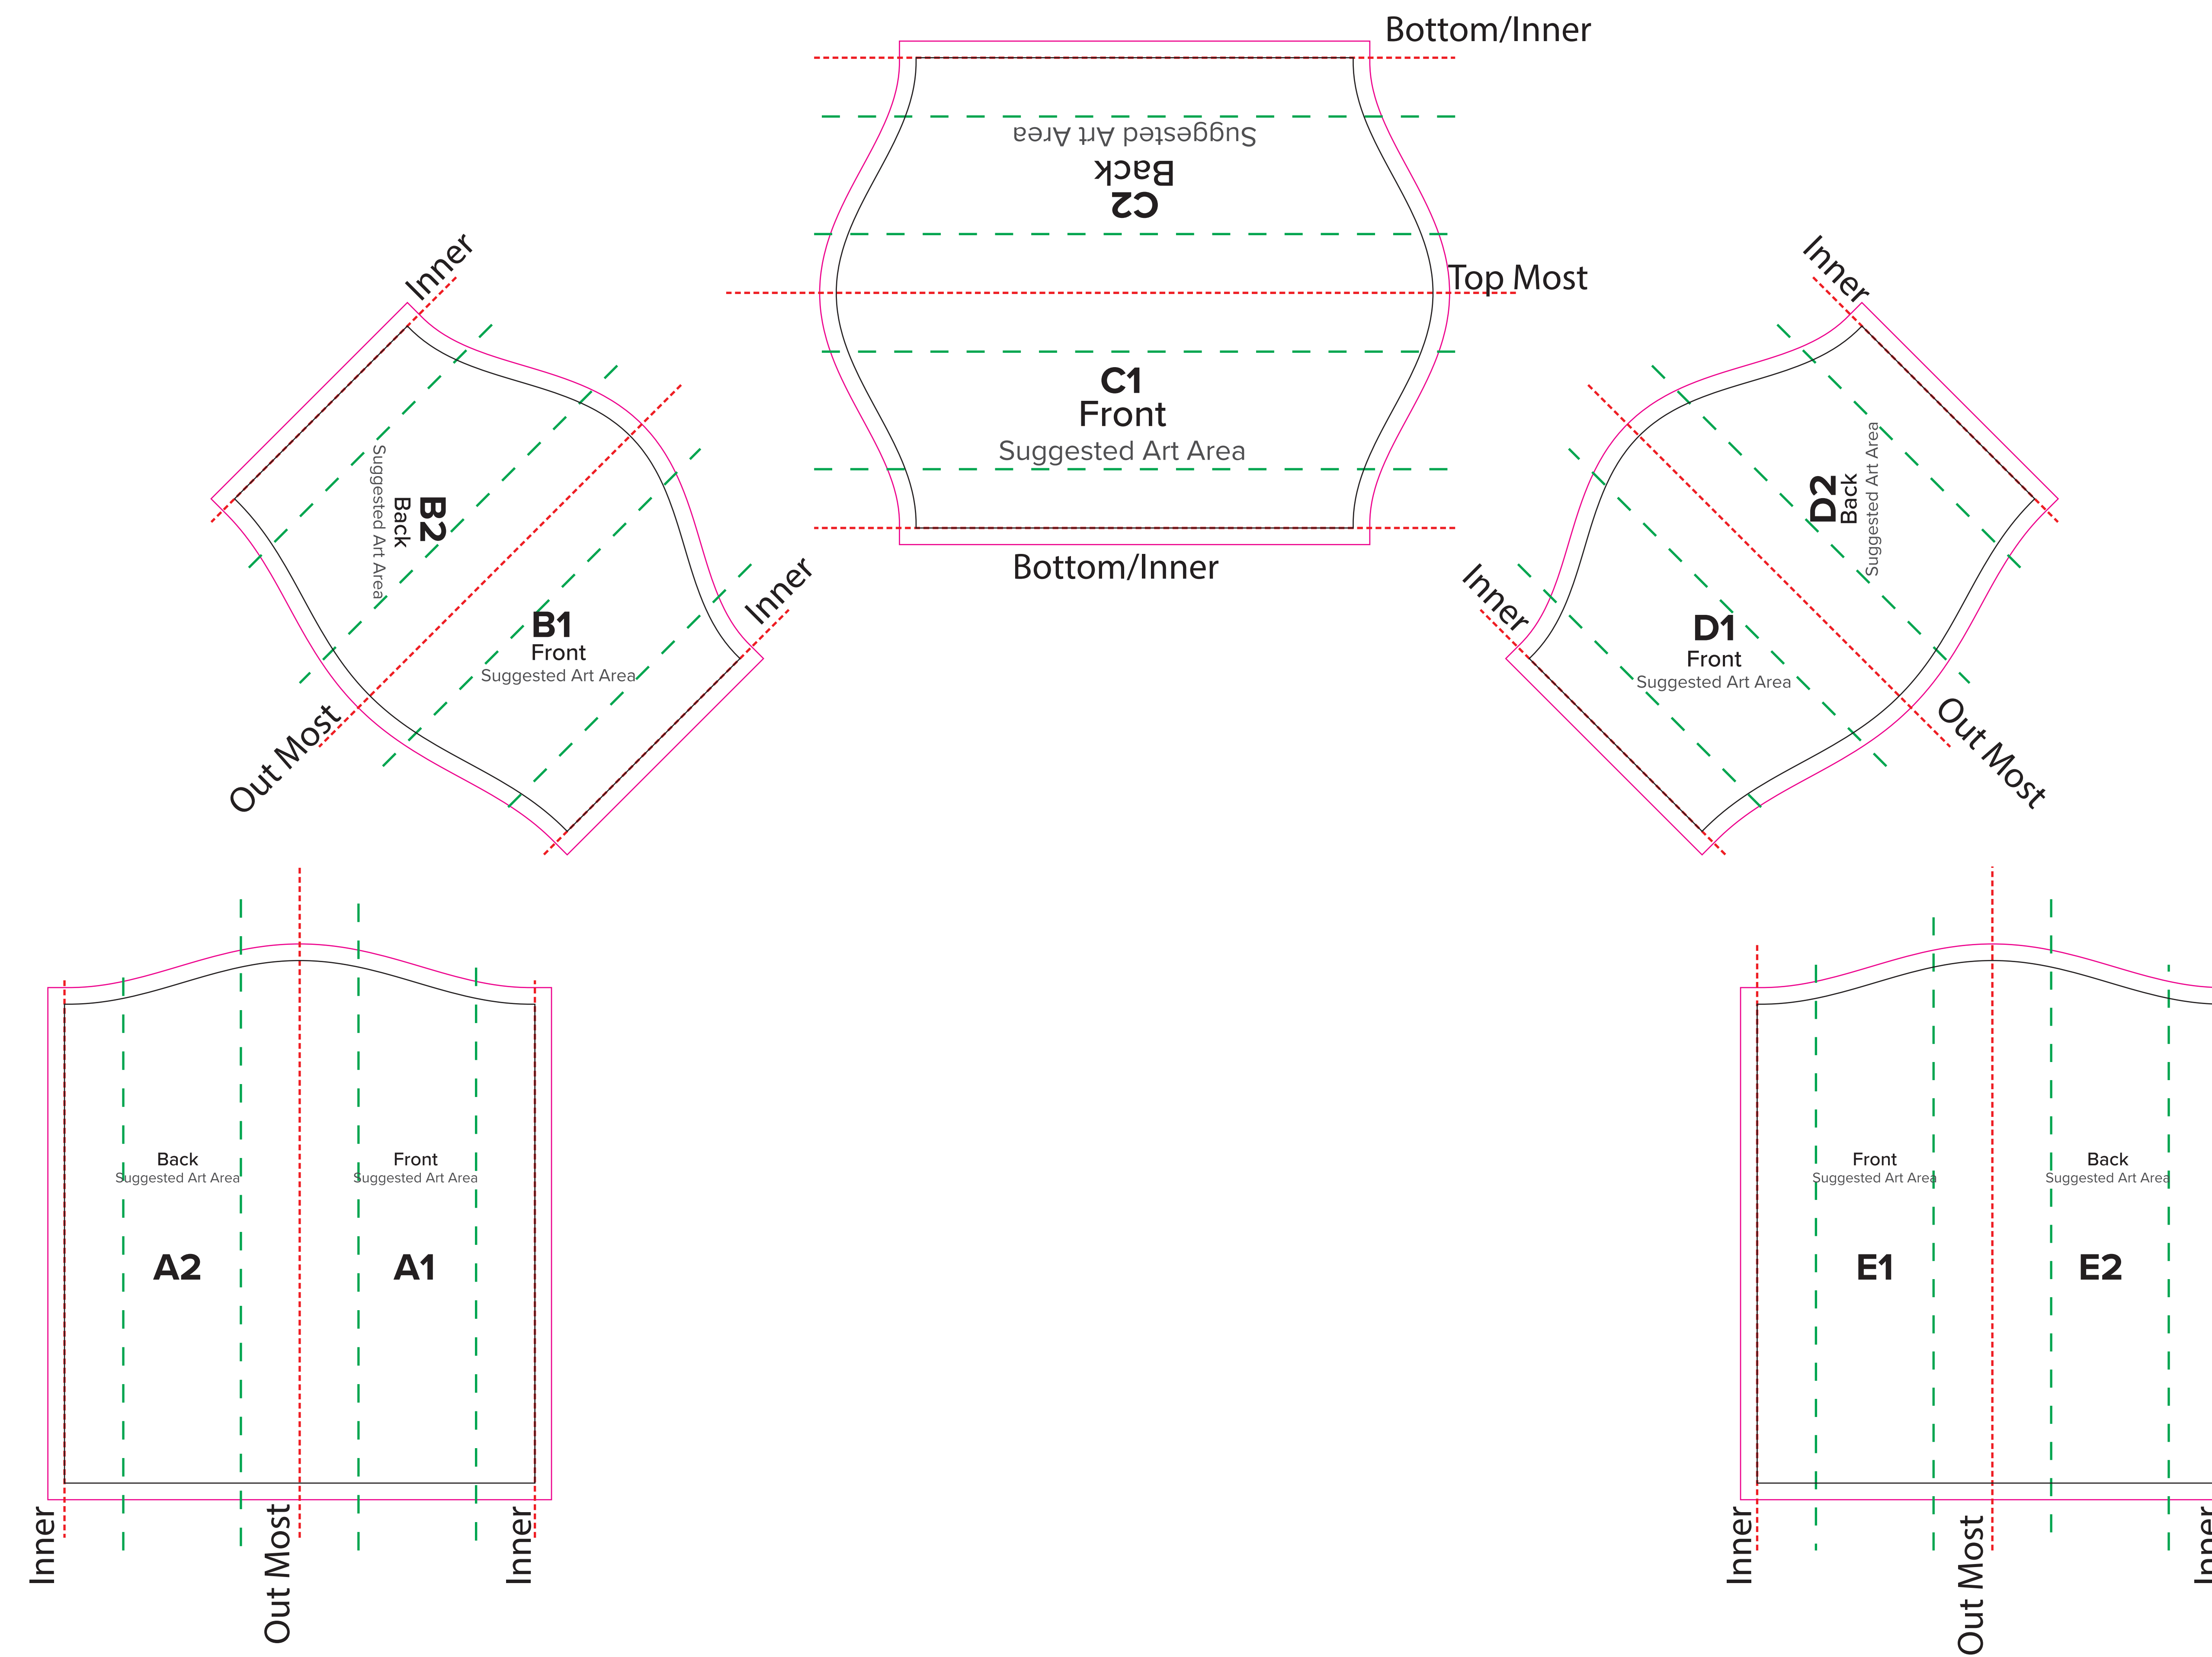 Bottom/Inner
Suggested Art Area
Back
C2
Top Most
C1
Front
Suggested Art Area
Bottom/Inner
Inner
B2
Back
Suggested Art Area
B1
Front
Suggested Art Area
Inner
Out Most
Inner
D2
Back
Suggested Art Area
Inner
D1
Front
Suggested Art Area
Out Most
Back
Suggested Art Area
A2
Front
Suggested Art Area
A1
Inner
Out Most
Inner
Front
Suggested Art Area
E1
Back
Suggested Art Area
E2
Inner
Out Most
Inner